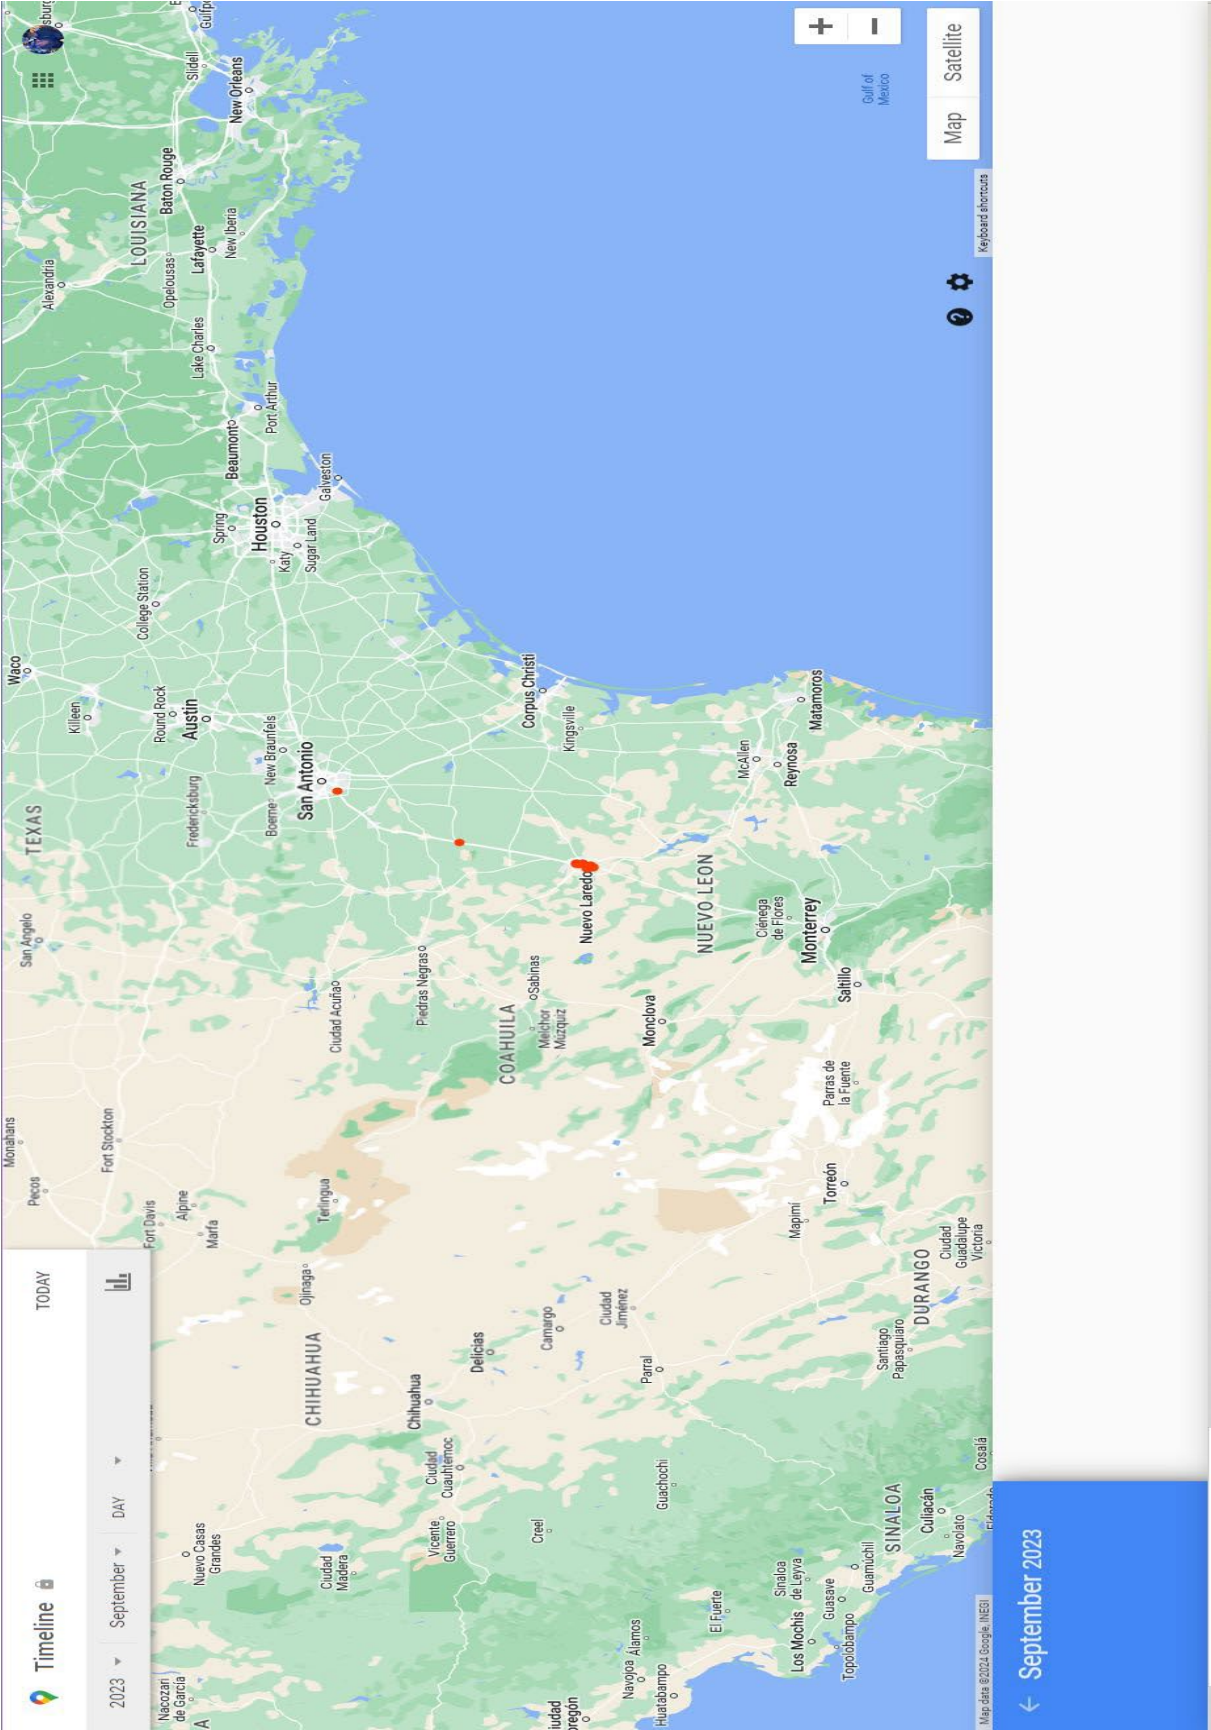 Timeline
TODAY
2023
September
DAY
Waco
Killeen
TEXAS
San Angelo
Monahans
Pecos
Fort Stockton
Fort Davis
Alpine
Marfa
Alexandria
LOUISIANA
Baton Rouge
Slidell
New Orleans
Opelousas
Lafayette
New Iberia
Lake Charles
Beaumont
Port Arthur
College Station
Round Rock
Austin
Fredericksburg
Spring
Houston
Katy
Sugar Land
Galveston
New Braunfels
Boerne
San Antonio
Nacozari
de García
Nuevo Casas
Grandes
Ojinaga
Terlingua
Ciudad Acuña
CHIHUAHUA
Ciudad
Madera
Piedras Negras
Chihuahua
Ciudad
Cuauhtemoc
Vicente
Guerrero
Delicias
COAHUILA
Sabinas
Melchor
Múzquiz
Corpus Christi
Kingsville
Creel
Camargo
Nuevo Laredo
Ciudad
Jiménez
Monclova
Parral
Guachochi
Navojoa
Álamos
Huatabampo
NUEVO LEON
El Fuerte
McAllen
Reynosa
Matamoros
Ciénega
de Flores
Monterrey
Saltillo
Mapimí
Torreón
Parras de
la Fuente
Sinaloa
de Leyva
Los Mochis
Guasave
Topolobampo
Guamúchil
SINALOA
Santiago
Papasquiaro
DURANGO
Ciudad
Guadalupe
Victoria
Culiacán
Navolato
Cosalá
Gulf of
Mexico
+
−
Map
Satellite
Keyboard shortcuts
Map data ©2024 Google, INEGI
← September 2023